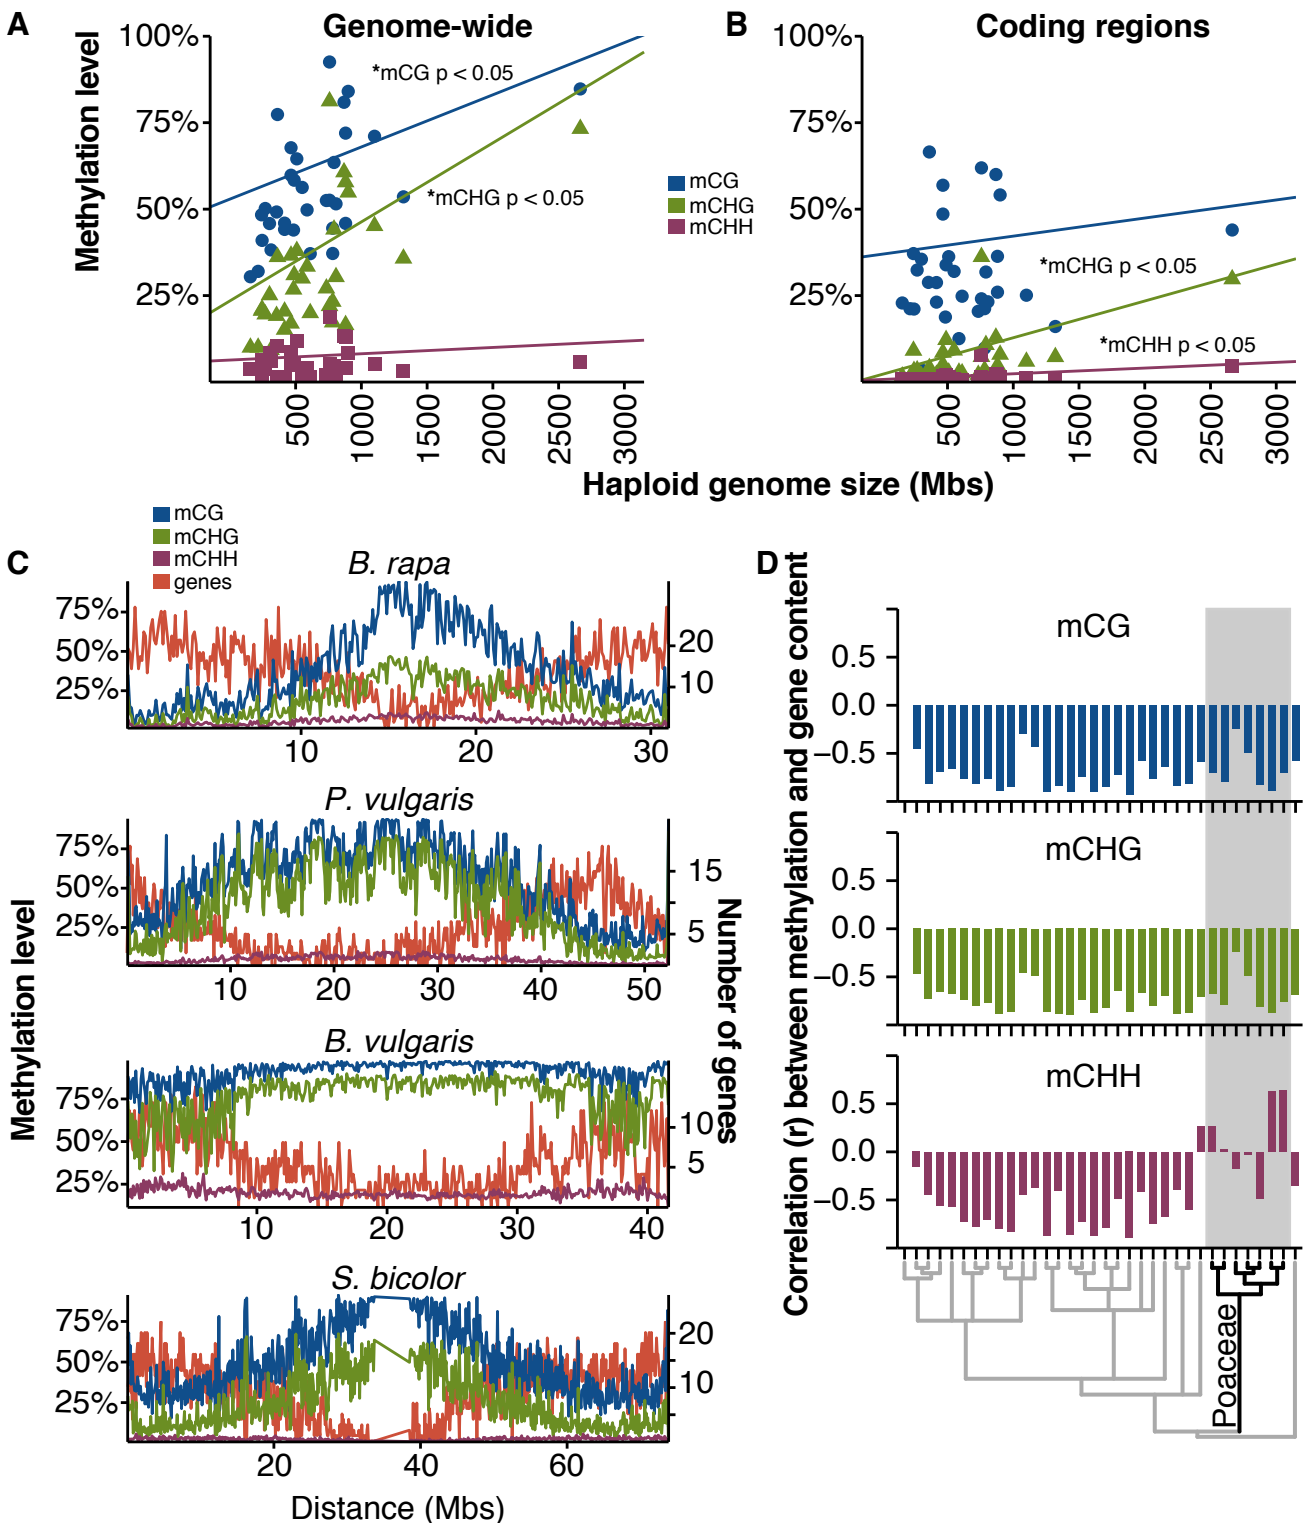 A
Genome-wide
Methylation level
100%
75%
50%
25%
*mCG p < 0.05
*mCHG p < 0.05
500
1000
1500
2000
2500
3000
mCG
mCHG
mCHH
B
Coding regions
100%
75%
50%
25%
*mCHG p < 0.05
*mCHH p < 0.05
500
1000
1500
2000
2500
3000
Haploid genome size (Mbs)
C
mCG
mCHG
mCHH
genes
Methylation level
Number of genes
B. rapa
75%
50%
25%
20
10
10
20
30
P. vulgaris
75%
50%
25%
15
5
10
20
30
40
50
B. vulgaris
75%
50%
25%
10
5
10
20
30
40
S. bicolor
75%
50%
25%
20
10
20
40
60
Distance (Mbs)
D
Correlation (r) between methylation and gene content
mCG
0.5
0.0
−0.5
mCHG
0.5
0.0
−0.5
mCHH
0.5
0.0
−0.5
Poaceae